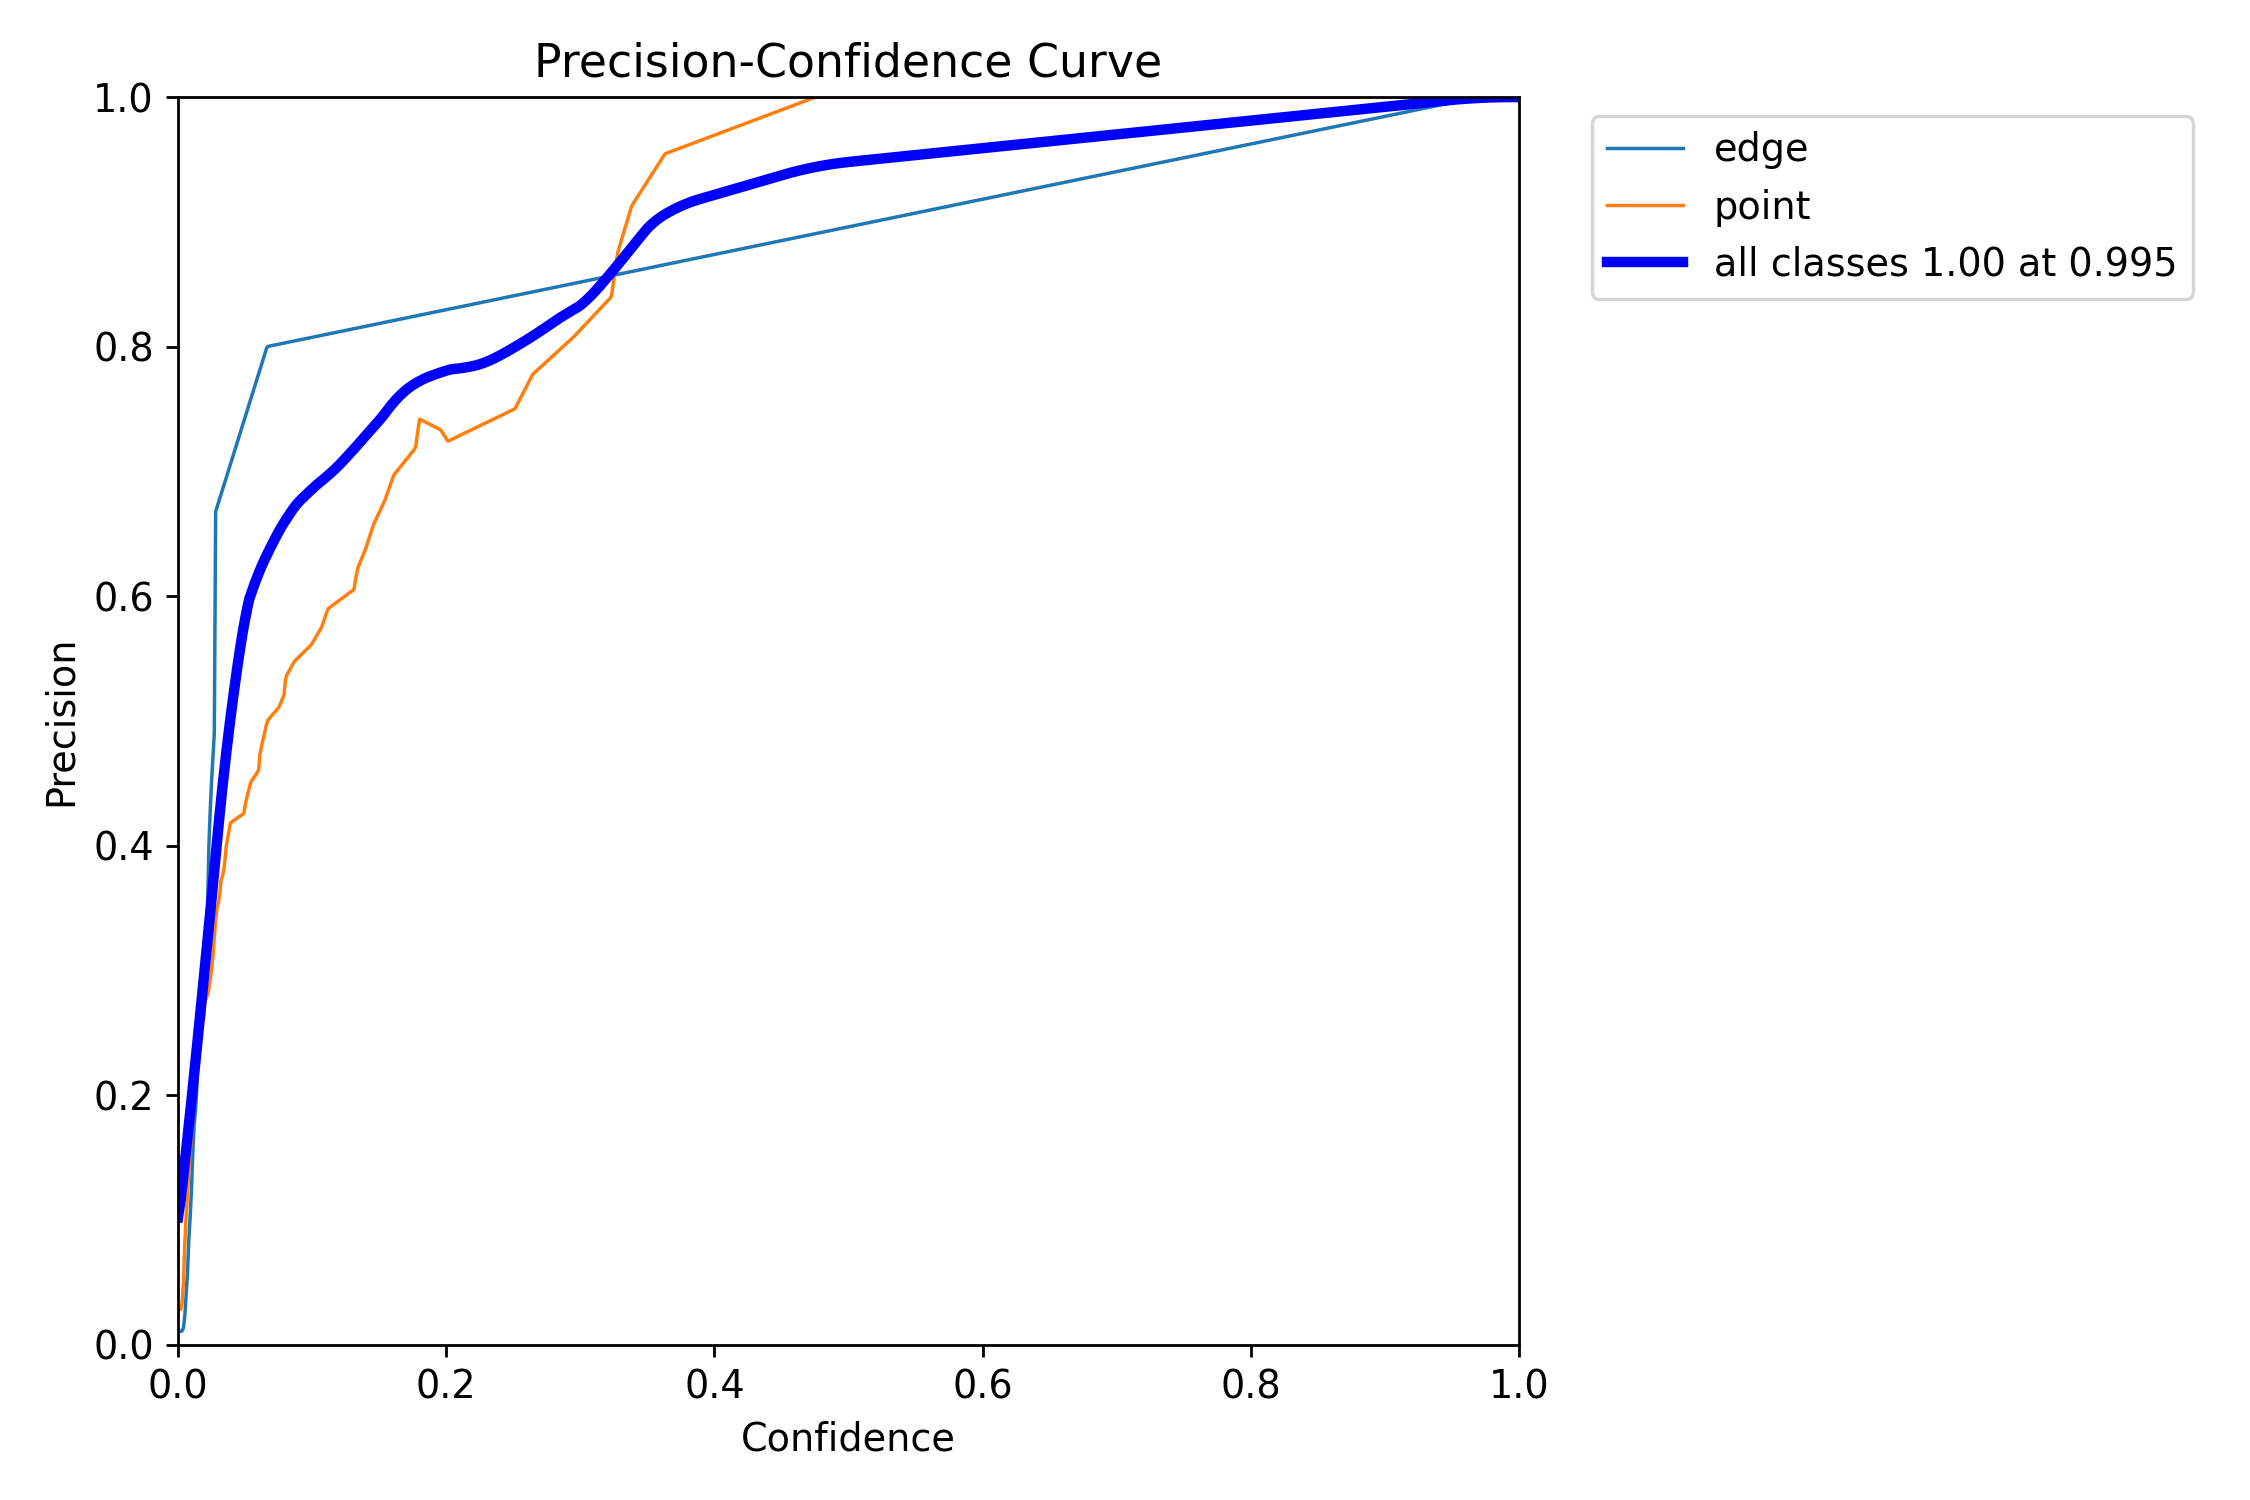 Precision-Confidence Curve
1.0
0.8
0.6
0.4
0.2
0.0
Precision
0.0 0.2 0.4 0.6 0.8 1.0
Confidence
edge
point
all classes 1.00 at 0.995